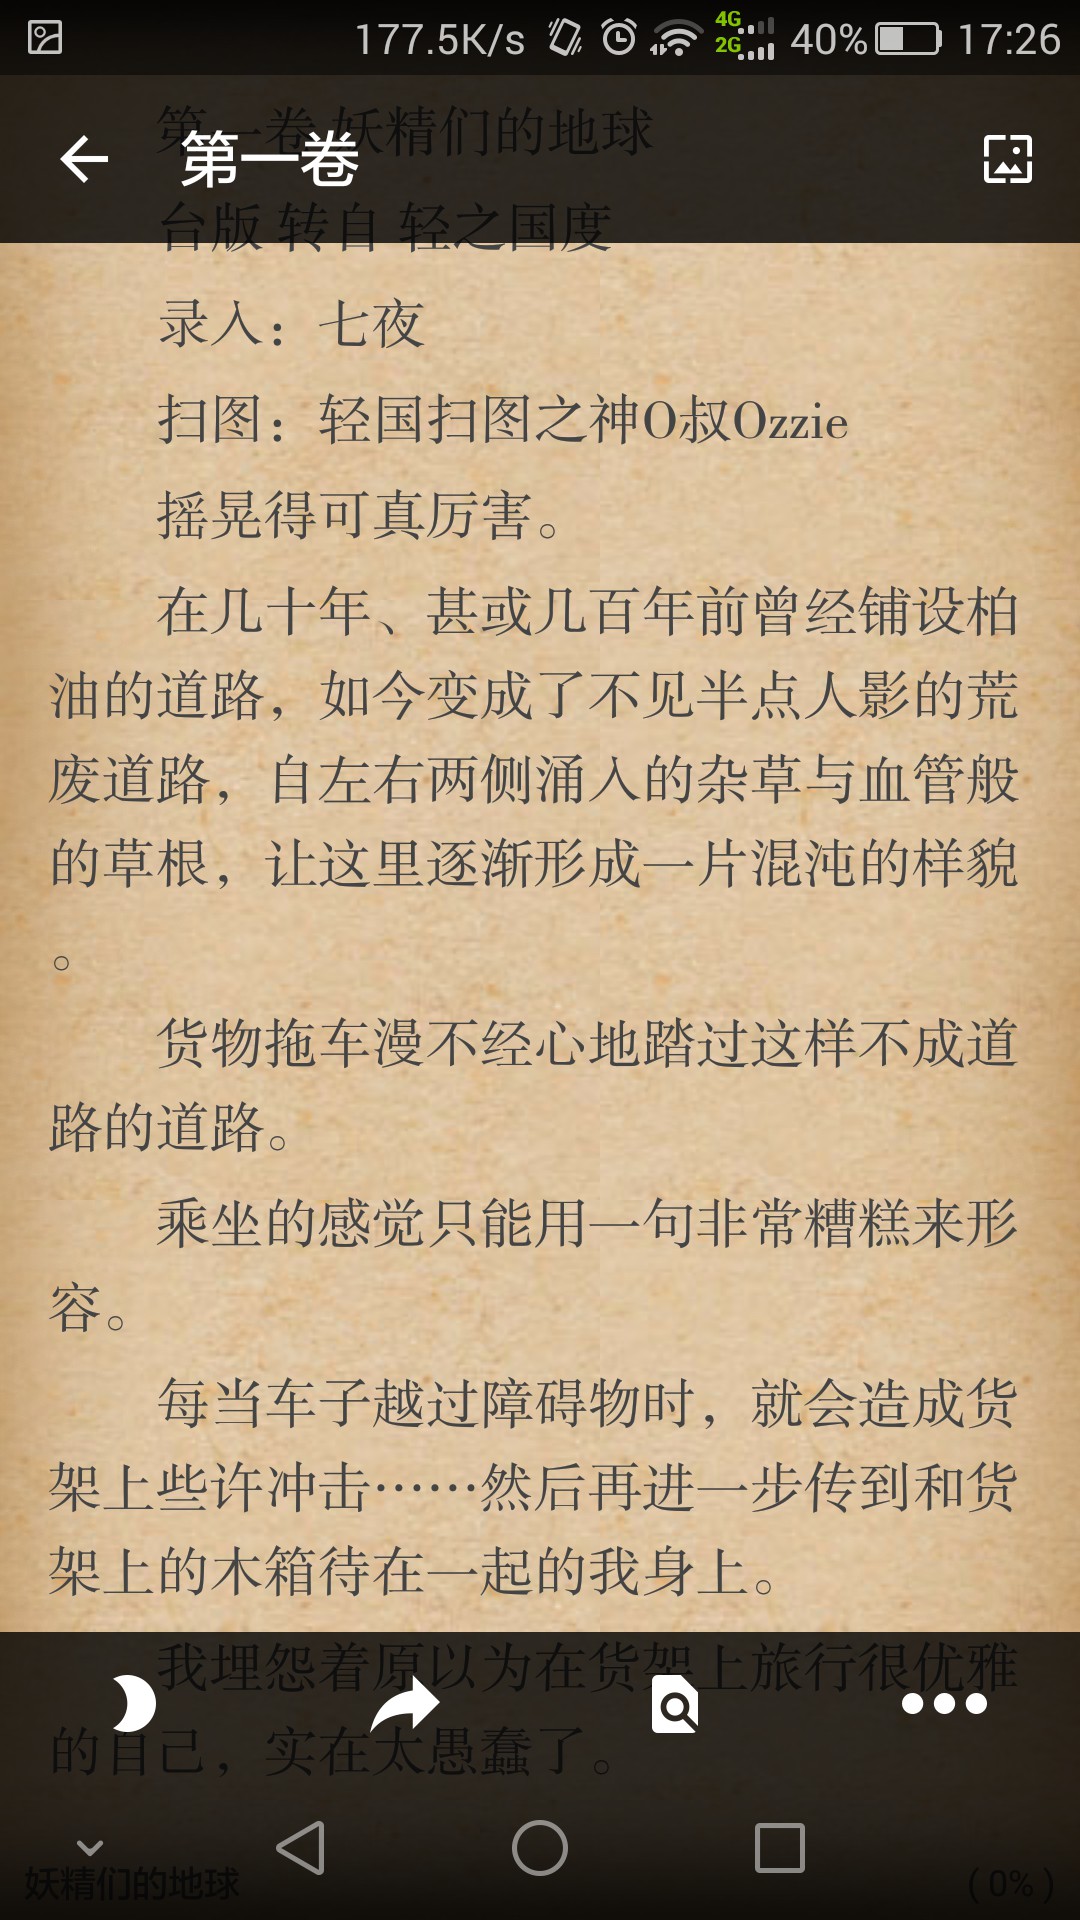 177.5K/s 4G 2G 40% 17:26
第一卷 妖精们的地球
第一卷
台版 转自 轻之国度
录入：七夜
扫图：轻国扫图之神O叔Ozzie
摇晃得可真厉害。
在几十年、甚或几百年前曾经铺设柏
油的道路，如今变成了不见半点人影的荒
废道路，自左右两侧涌入的杂草与血管般
的草根，让这里逐渐形成一片混沌的样貌
。
货物拖车漫不经心地踏过这样不成道
路的道路。
乘坐的感觉只能用一句非常糟糕来形
容。
每当车子越过障碍物时，就会造成货
架上些许冲击……然后再进一步传到和货
架上的木箱待在一起的我身上。
我埋怨着原以为在货架上旅行很优雅
的自己，实在太愚蠢了。
妖精们的地球 ( 0% )